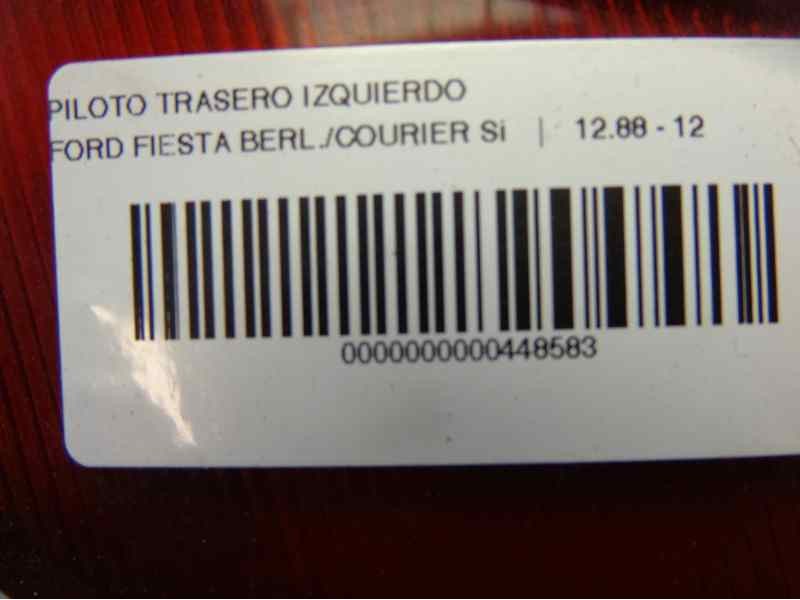 PILOTO TRASERO IZQUIERDO
FORD FIESTA BERL./COURIER Si | 12.88 - 12
0000000000448583